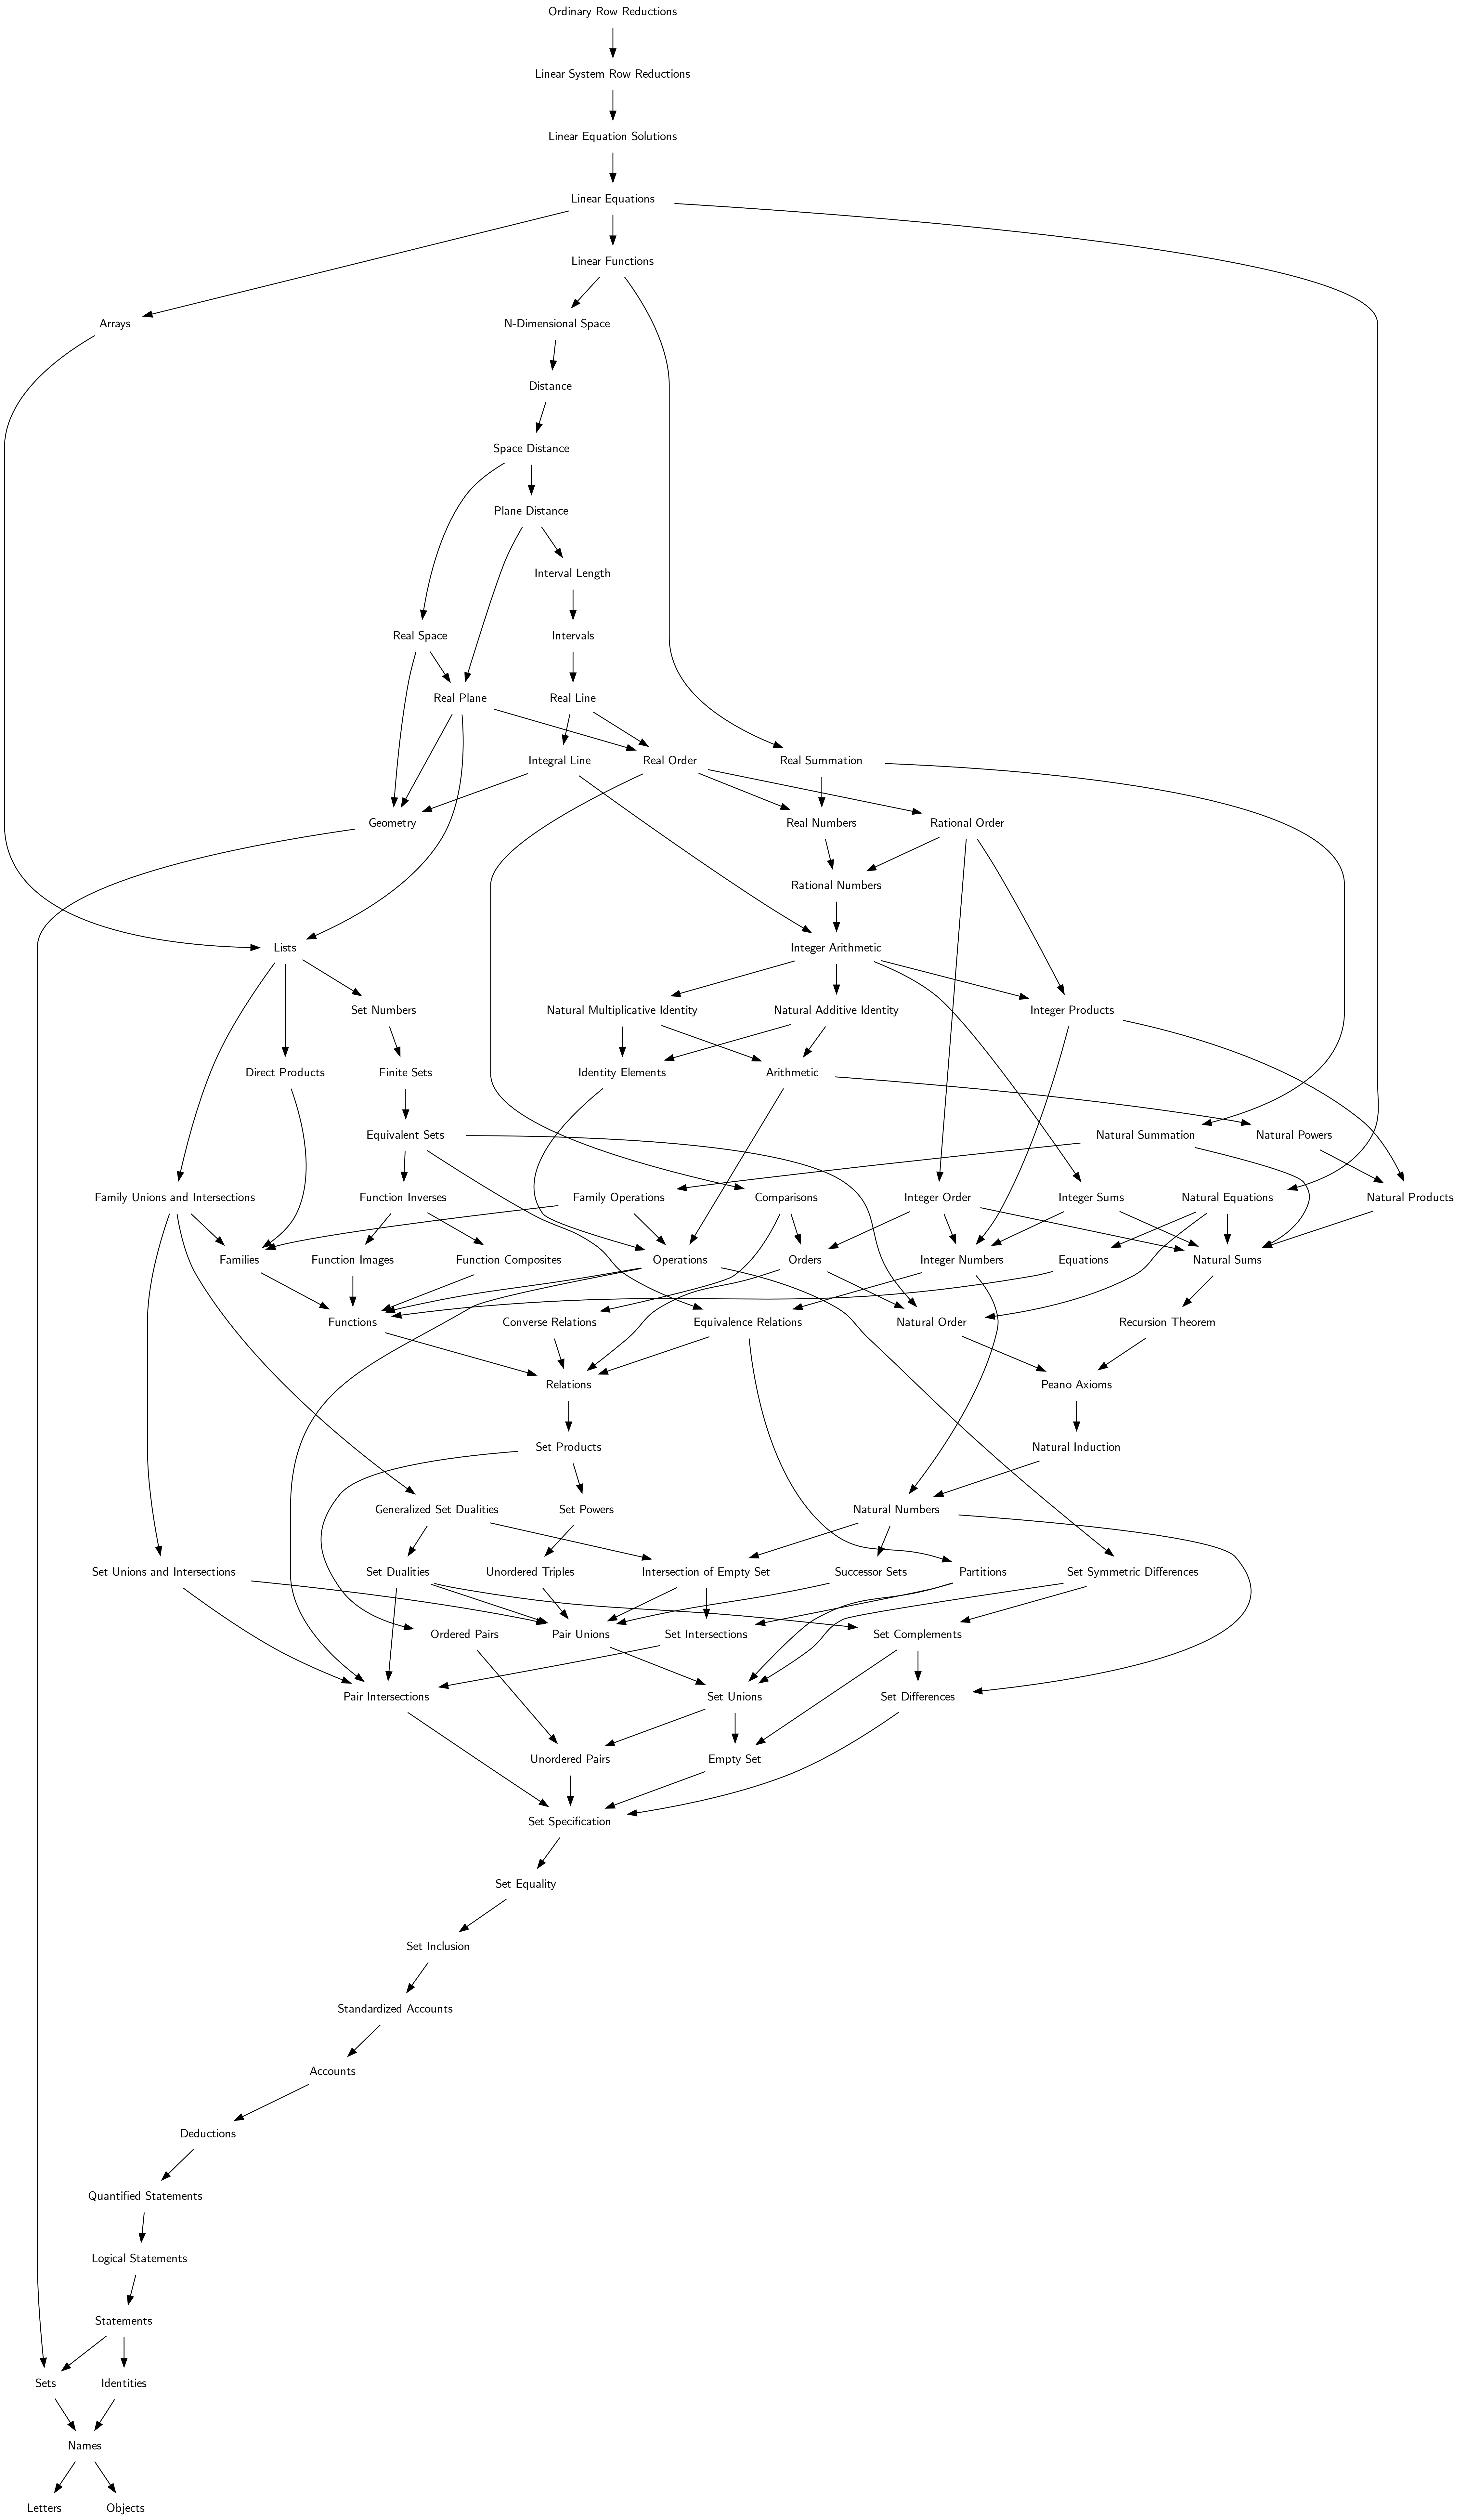 Ordinary Row Reductions
Linear System Row Reductions
Linear Equation Solutions
Linear Equations
Linear Functions
Arrays
N-Dimensional Space
Distance
Space Distance
Plane Distance
Interval Length
Real Space
Intervals
Real Plane
Real Line
Integral Line
Real Order
Real Summation
Geometry
Real Numbers
Rational Order
Rational Numbers
Lists
Integer Arithmetic
Set Numbers
Natural Multiplicative Identity
Natural Additive Identity
Integer Products
Direct Products
Finite Sets
Identity Elements
Arithmetic
Equivalent Sets
Natural Summation
Natural Powers
Family Unions and Intersections
Function Inverses
Family Operations
Comparisons
Integer Order
Integer Sums
Natural Equations
Natural Products
Families
Function Images
Function Composites
Operations
Orders
Integer Numbers
Equations
Natural Sums
Functions
Converse Relations
Equivalence Relations
Natural Order
Recursion Theorem
Relations
Peano Axioms
Set Products
Natural Induction
Generalized Set Dualities
Set Powers
Natural Numbers
Set Unions and Intersections
Set Dualities
Unordered Triples
Intersection of Empty Set
Successor Sets
Partitions
Set Symmetric Differences
Ordered Pairs
Pair Unions
Set Intersections
Set Complements
Pair Intersections
Set Unions
Set Differences
Unordered Pairs
Empty Set
Set Specification
Set Equality
Set Inclusion
Standardized Accounts
Accounts
Deductions
Quantified Statements
Logical Statements
Statements
Sets
Identities
Names
Letters
Objects